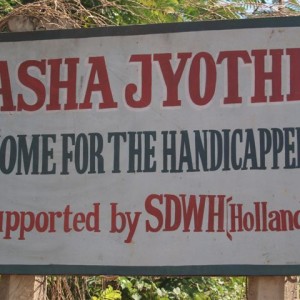 ASHA JYOTHI
OME FOR THE HANDICAPPE
upported by SDWH(Holland